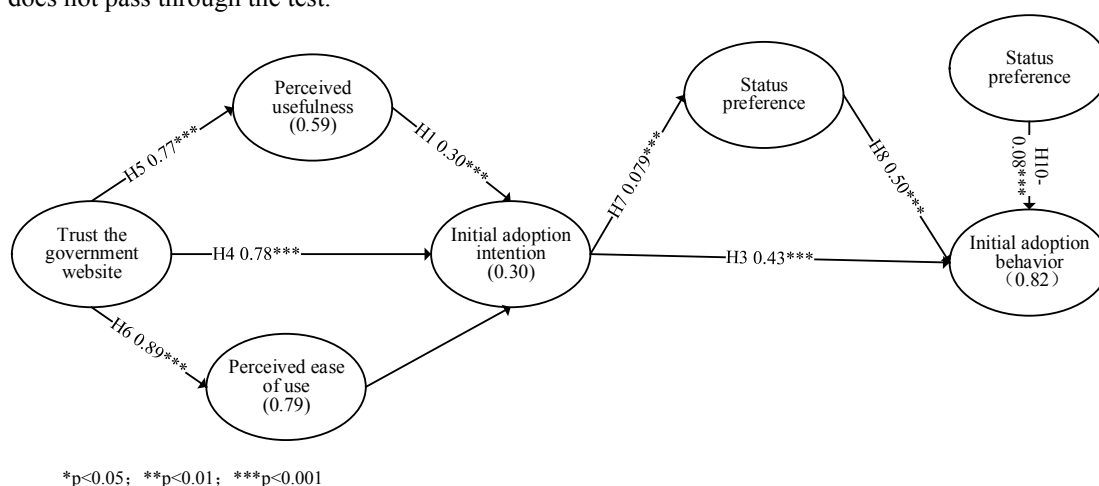 does not pass through the test.
Perceived
usefulness
(0.59)
Status
preference
Status
preference
H5 0.77***
H1 0.30***
H7 0.079***
H8 0.50***
H10-
0.08***
Trust the
government
website
H4 0.78***
Initial adoption
intention
(0.30)
H3 0.43***
Initial adoption
behavior
（0.82）
H6 0.89***
Perceived ease
of use
(0.79)
*p<0.05；**p<0.01；***p<0.001